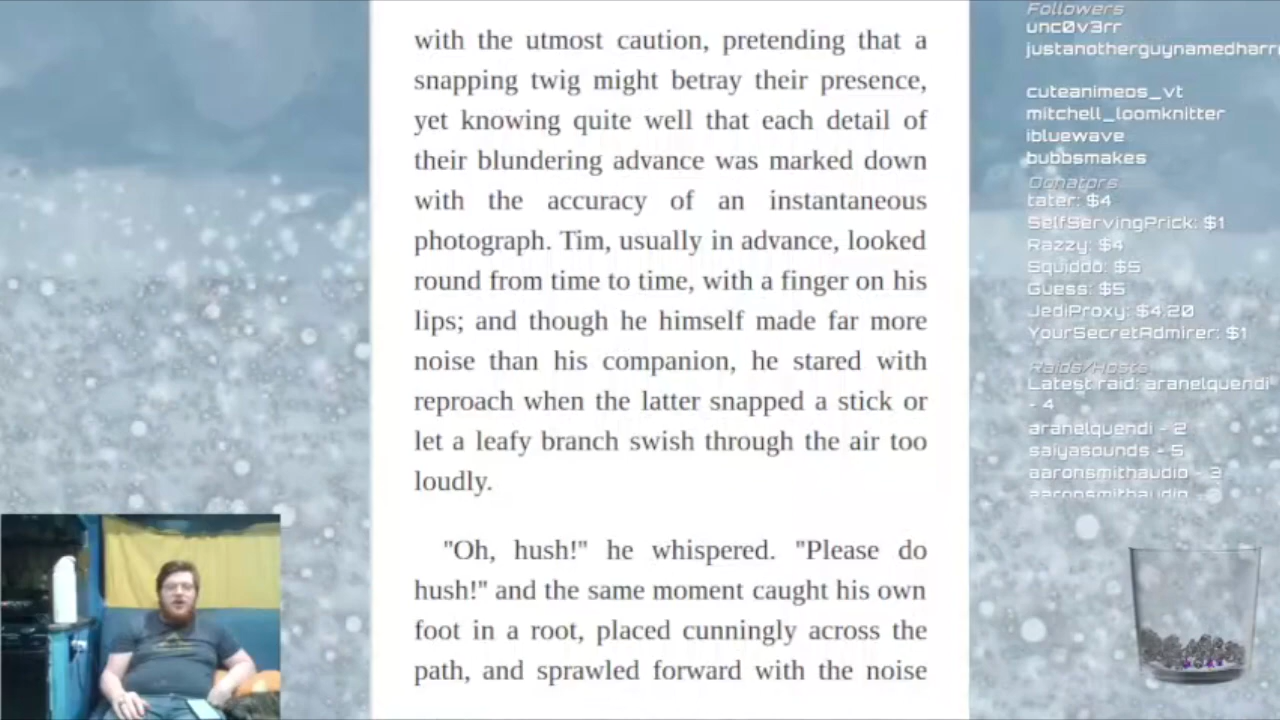 with the utmost caution, pretending that a
snapping twig might betray their presence,
yet knowing quite well that each detail of
their blundering advance was marked down
with the accuracy of an instantaneous
photograph. Tim, usually in advance, looked
round from time to time, with a finger on his
lips; and though he himself made far more
noise than his companion, he stared with
reproach when the latter snapped a stick or
let a leafy branch swish through the air too
loudly.
"Oh, hush!" he whispered. "Please do
hush!" and the same moment caught his own
foot in a root, placed cunningly across the
path, and sprawled forward with the noise
Followers
unc0v3rr
justanotherguynamedharr
cuteanimeos_vt
mitchell_loomknitter
ibluewave
bubbsmakes
Donators
tater: $4
SelfServingPrick: $1
Razzy: $4
Squidoo: $5
Guess: $5
JediProxy: $4.20
YourSecretAdmirer: $1
Raids/Hosts
Latest raid: aranelquendi
- 4
aranelquendi - 2
saiyasounds - 5
aaronsmithaudio - 3
aaronsmithaudio -